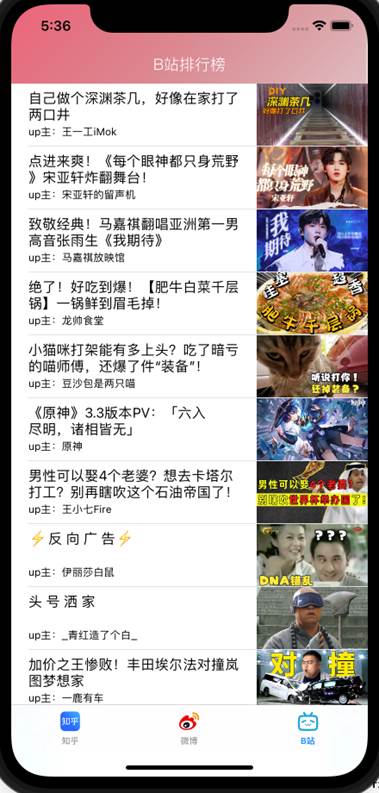 5:36
B站排行榜
自己做个深渊茶几，好像在家打了
两口井
up主：王一工iMok
DIY
深渊茶几
好像打了口井
点进来爽！《每个眼神都只身荒野
》宋亚轩炸翻舞台！
up主：宋亚轩的留声机
每个眼神
都只身荒野
宋亚轩
致敬经典！马嘉祺翻唱亚洲第一男
高音张雨生《我期待》
up主：马嘉祺放映馆
我
期待
绝了！好吃到爆！【肥牛白菜千层
锅】一锅鲜到眉毛掉！
up主：龙帅食堂
肥牛千层锅
小猫咪打架能有多上头？吃了暗亏
的喵师傅，还爆了件“装备”！
up主：豆沙包是两只喵
听说打你！
还掉装备？
《原神》3.3版本PV：「六入
尽明，诸相皆无」
up主：原神
男性可以娶4个老婆？想去卡塔尔
打工？别再瞎吹这个石油帝国了！
up主：王小七Fire
男性可以娶4个老婆？
别瞎吹世界杯举办国了！
⚡反 向 广 告⚡
up主：伊丽莎白鼠
???
DNA错乱
头 号 洒 家
up主：_青红造了个白_
加价之王惨败！丰田埃尔法对撞岚
图梦想家
up主：一鹿有车
对 撞
知乎
知乎
微博
B站